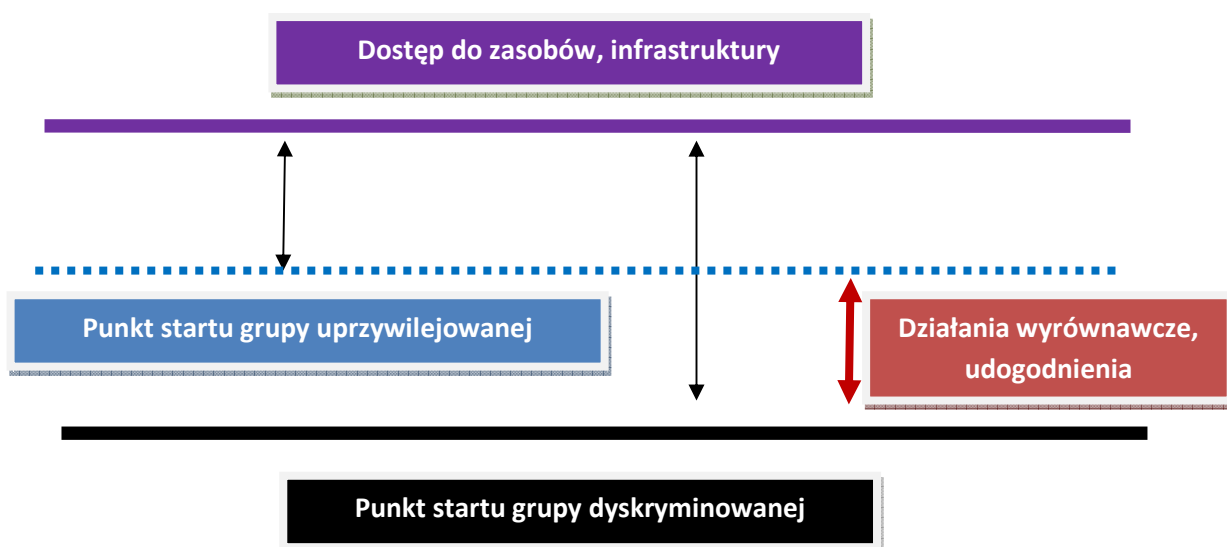 Dostęp do zasobów, infrastruktury
Punkt startu grupy uprzywilejowanej
Działania wyrównawcze,
udogodnienia
Punkt startu grupy dyskryminowanej